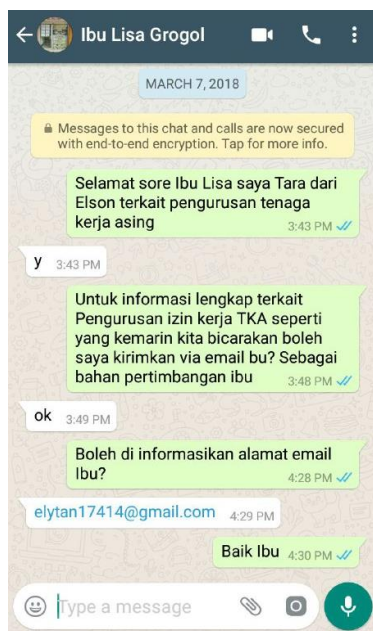 Ibu Lisa Grogol
MARCH 7, 2018
Messages to this chat and calls are now secured
with end-to-end encryption. Tap for more info.
Selamat sore Ibu Lisa saya Tara dari
Elson terkait pengurusan tenaga
kerja asing
3:43 PM
y 3:43 PM
Untuk informasi lengkap terkait
Pengurusan izin kerja TKA seperti
yang kemarin kita bicarakan boleh
saya kirimkan via email bu? Sebagai
bahan pertimbangan ibu
3:48 PM
ok 3:49 PM
Boleh di informasikan alamat email
Ibu?
4:28 PM
elytan17414@gmail.com 4:29 PM
Baik Ibu 4:30 PM
Type a message